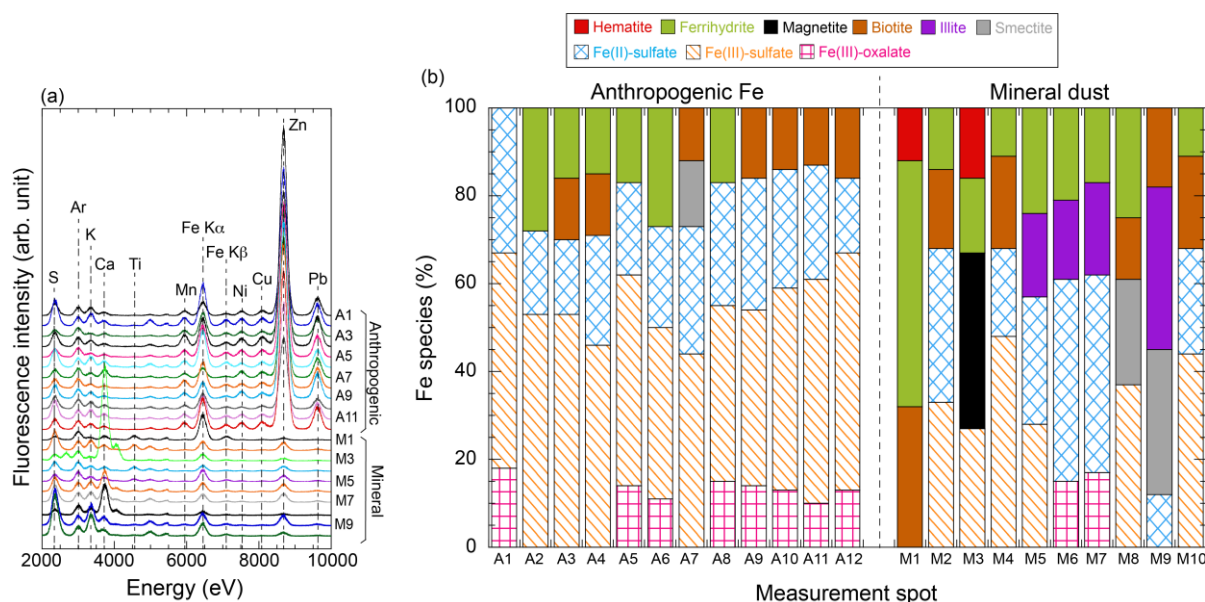 Hematite Ferrihydrite Magnetite Biotite Illite Smectite
Fe(II)-sulfate Fe(III)-sulfate Fe(III)-oxalate
(a)
Fluorescence intensity (arb. unit)
S
Ar
K
Ca
Ti
Mn
Fe Kα
Fe Kβ
Ni
Cu
Zn
Pb
A1
A3
A5
A7
A9
A11
M1
M3
M5
M7
M9
Anthropogenic
Mineral
2000 4000 6000 8000 10000
Energy (eV)
(b)
Anthropogenic Fe Mineral dust
Fe species (%)
100
80
60
40
20
0
A1 A2 A3 A4 A5 A6 A7 A8 A9 A10 A11 A12 M1 M2 M3 M4 M5 M6 M7 M8 M9 M10
Measurement spot